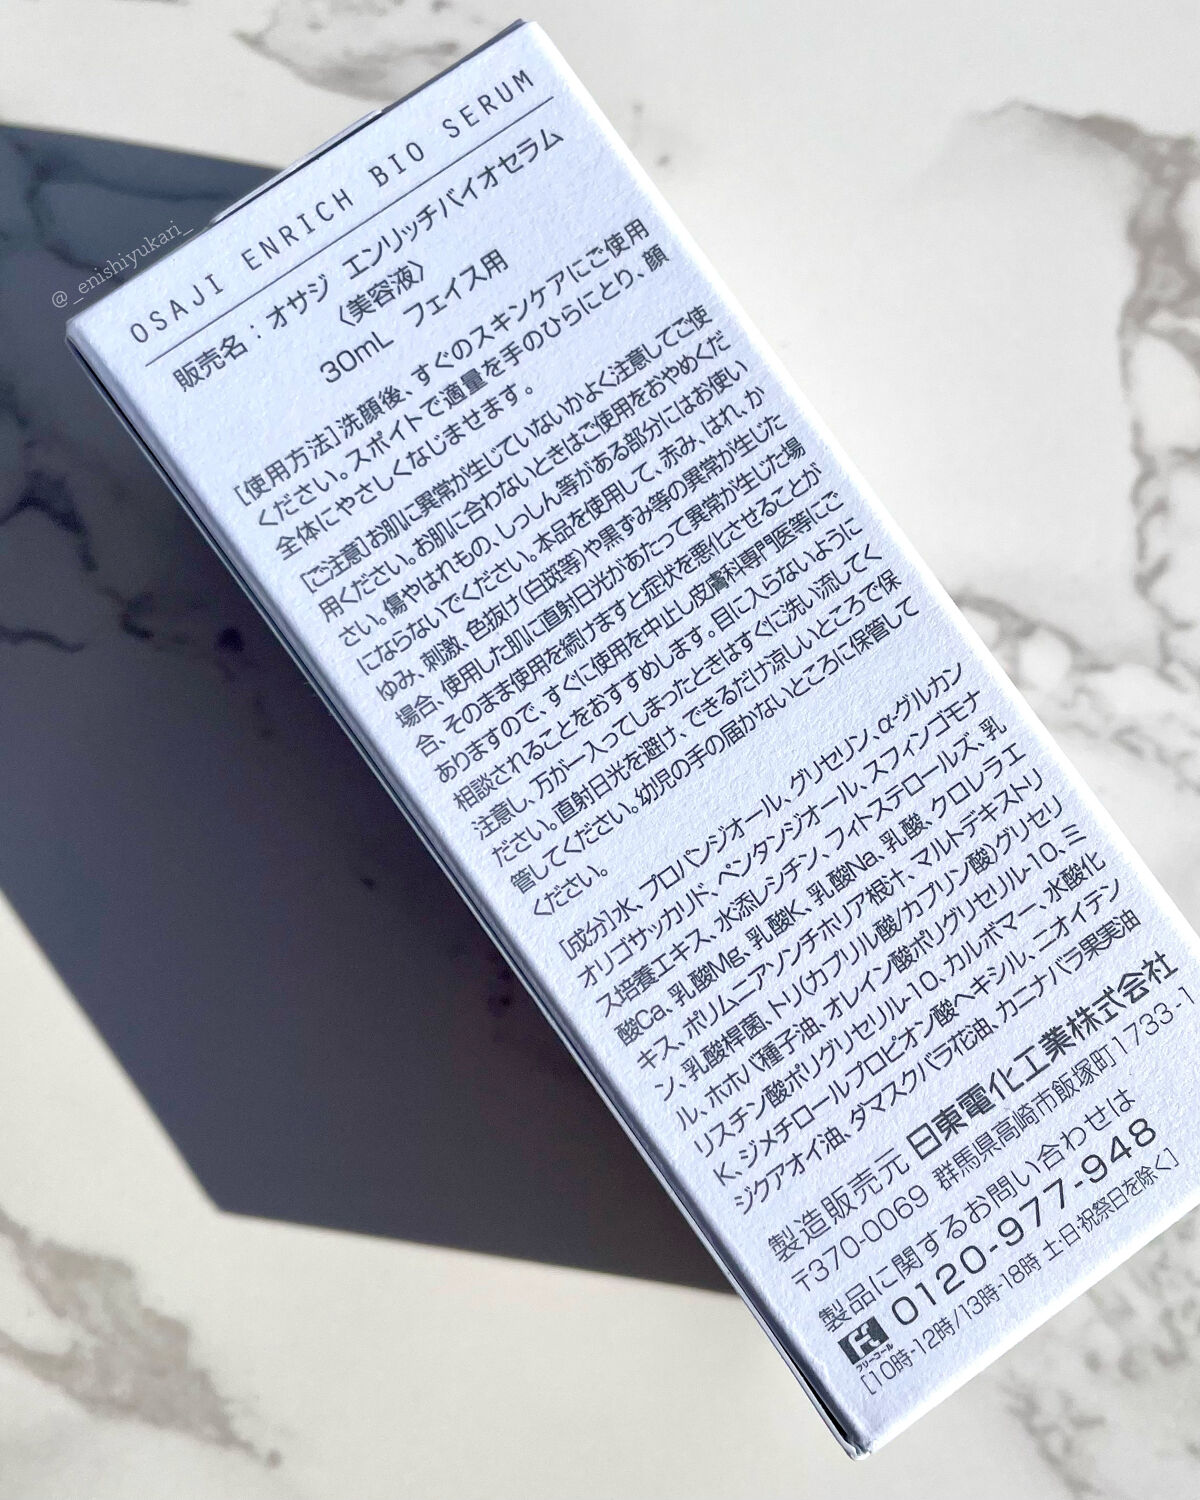 @_enishiyukari_
OSAJI ENRICH BIO SERUM
販売名：オサジ エンリッチバイオセラム
〈美容液〉
30mL フェイス用
[使用方法]洗顔後、すぐのスキンケアにご使用
ください。スポイトで適量を手のひらにとり、顔
全体にやさしくなじませます。
[ご注意]お肌に異常が生じていないかよく注意してご使
用ください。お肌に合わないときはご使用をおやめくだ
さい。傷やはれもの、しっしん等がある部分にはお使い
にならないでください。本品を使用して、赤み、はれ、か
ゆみ、刺激、色抜け(白斑等)や黒ずみ等の異常が生じた
場合、使用した肌に直射日光があたって異常が生じた場
合、そのまま使用を続けますと症状を悪化させることが
ありますので、すぐに使用を中止し皮膚科専門医等にご
相談されることをおすすめします。目に入らないように
注意し、万が一入ってしまったときはすぐに洗い流してく
ださい。直射日光を避け、できるだけ涼しいところで保
管してください。幼児の手の届かないところに保管して
ください。
[成分]水、プロパンジオール、グリセリン、α-グルカン
オリゴサッカリド、ペンタンジオール、スフィンゴモナ
ス培養エキス、水添レシチン、フィトステロールズ、乳
酸Ca、乳酸Mg、乳酸K、乳酸Na、乳酸、クロレラエ
キス、ポリムニアソンチホリア根汁、マルトデキストリ
ン、乳酸桿菌、トリ(カプリル酸/カプリン酸)グリセリ
ル、ホホバ種子油、オレイン酸ポリグリセリル-10、ミ
リスチン酸ポリグリセリル-10、カルボマー、水酸化
K、ジメチロールプロピオン酸ヘキシル、ニオイテン
ジクアオイ油、ダマスクバラ花油、カニナバラ果実油
製造販売元 日東電化工業株式会社
〒370-0069 群馬県高崎市飯塚町1733-1
製品に関するお問い合わせは
フリーコール 0120-977-948
[10時-12時/13時-18時 土・日・祝祭日を除く]